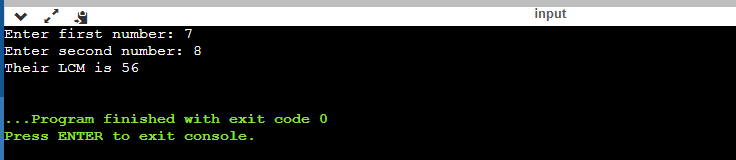 input
Enter first number: 7
Enter second number: 8
Their LCM is 56
...Program finished with exit code 0
Press ENTER to exit console.